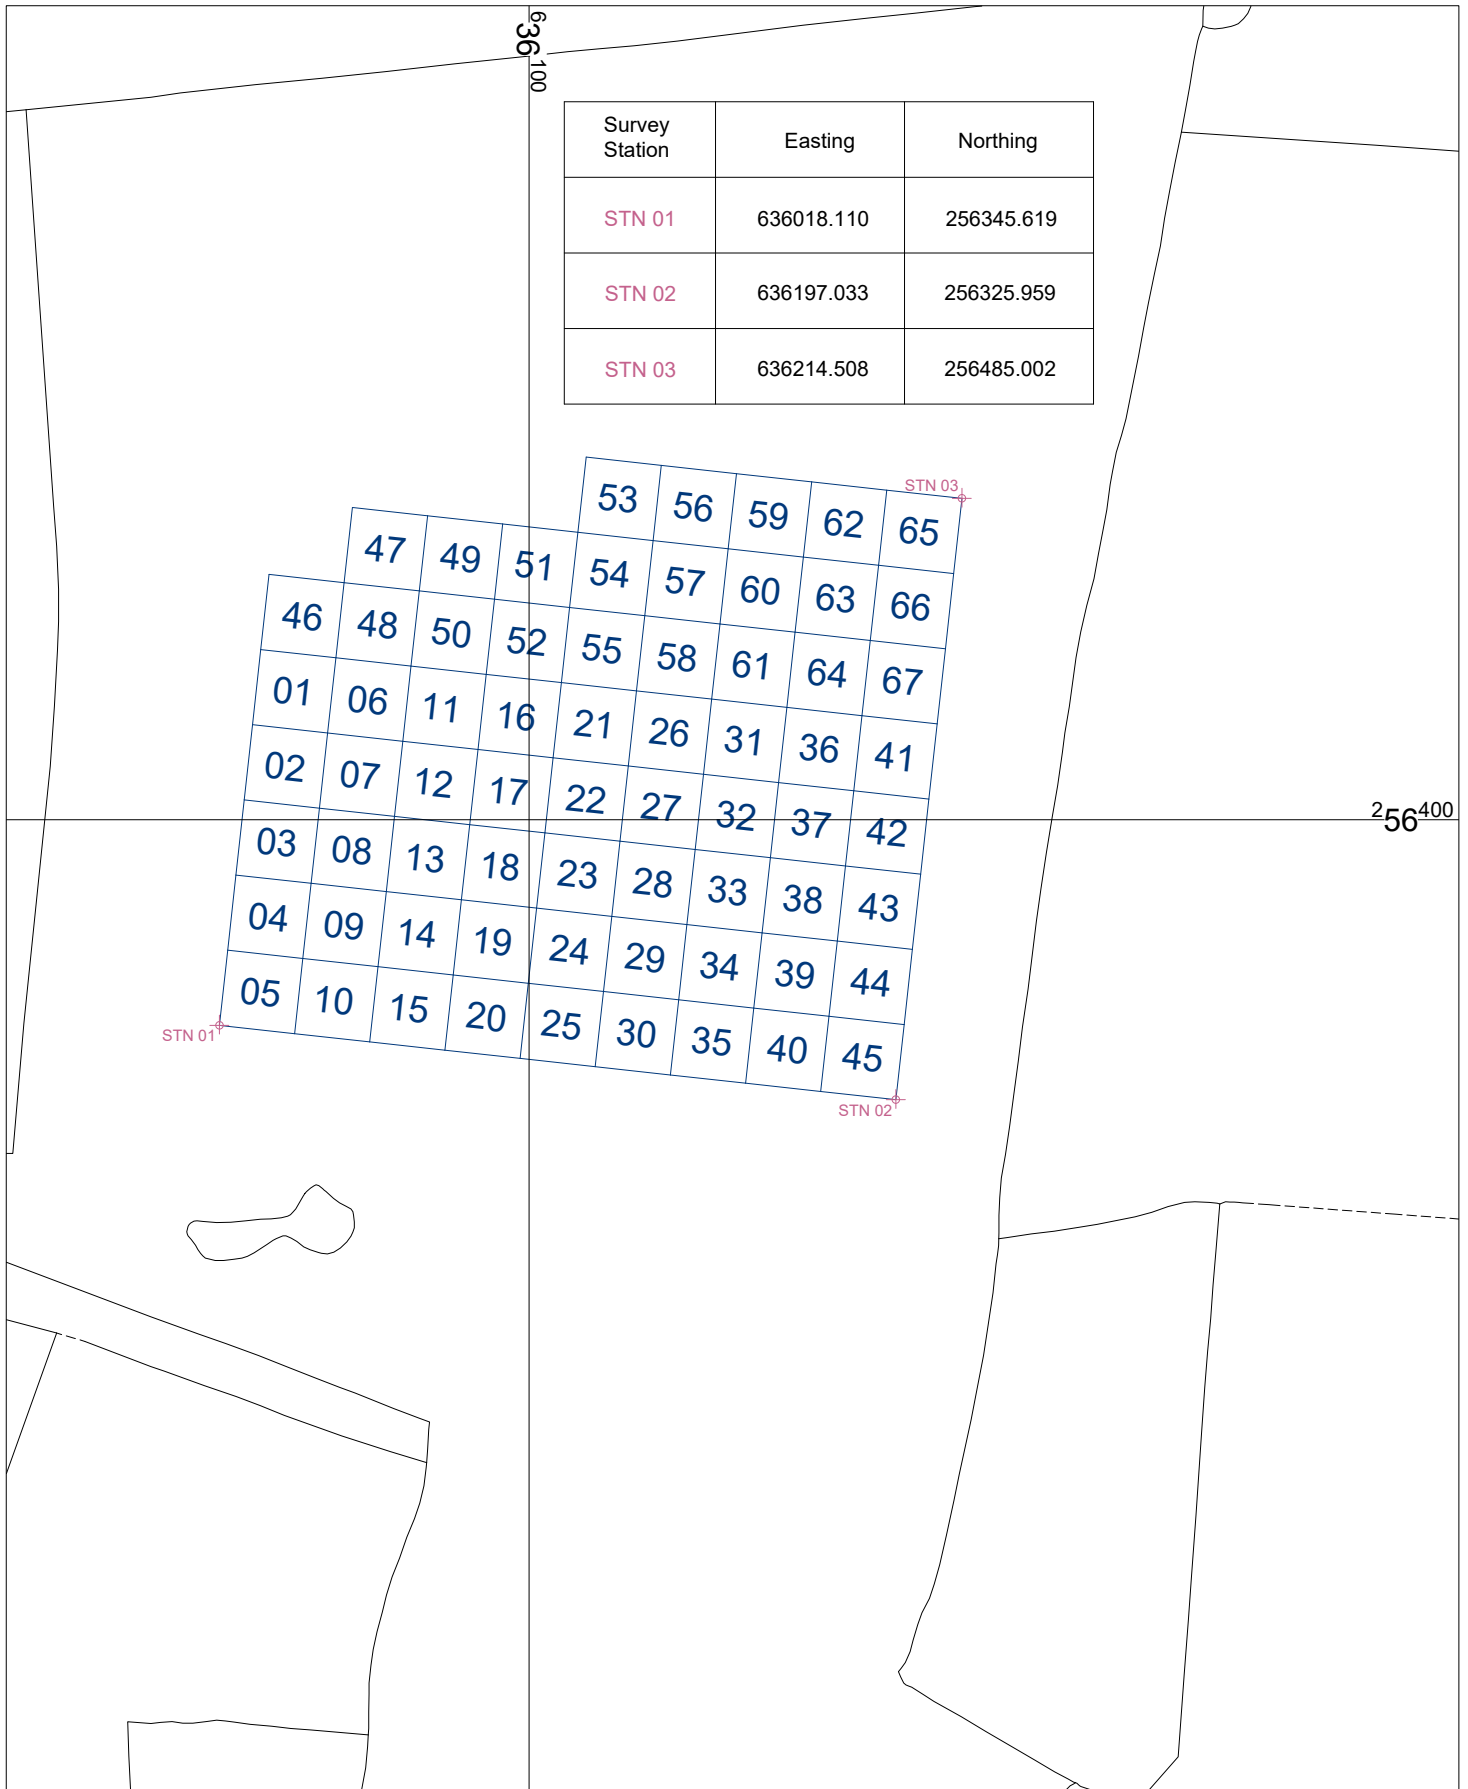 636100
Survey Station Easting Northing
STN 01 636018.110 256345.619
STN 02 636197.033 256325.959
STN 03 636214.508 256485.002
STN 03
53 56 59 62 65
47 49 51 54 57 60 63 66
46 48 50 52 55 58 61 64 67
01 06 11 16 21 26 31 36 41
02 07 12 17 22 27 32 37 42
256400
03 08 13 18 23 28 33 38 43
04 09 14 19 24 29 34 39 44
05 10 15 20 25 30 35 40 45
STN 01
STN 02